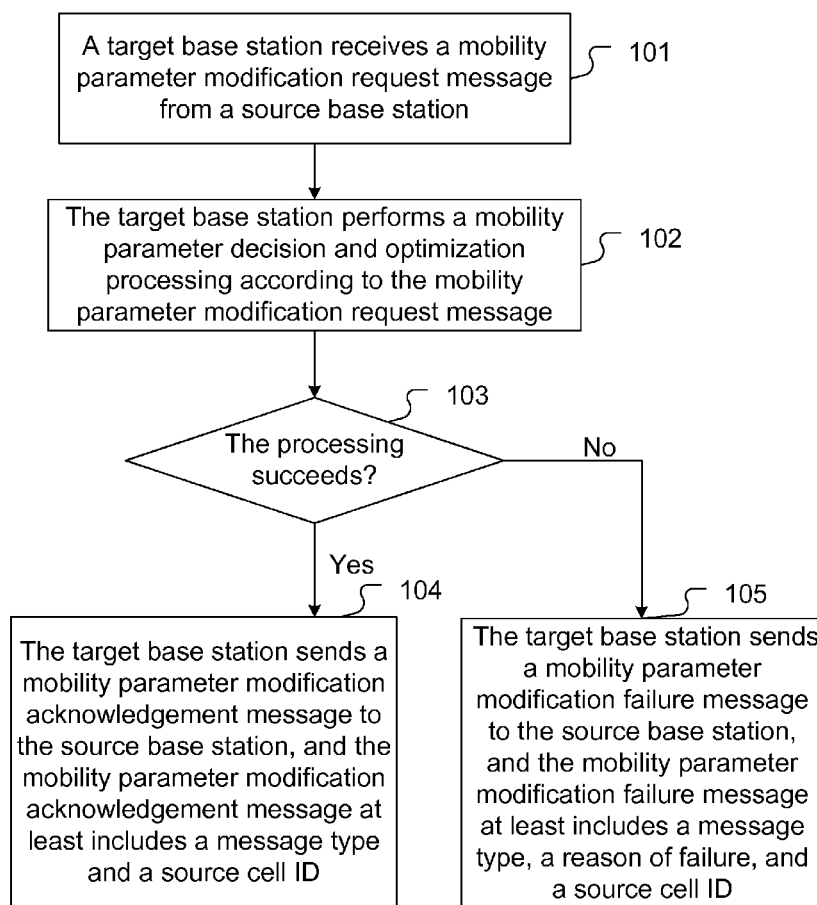 A target base station receives a mobility
parameter modification request message
from a source base station
101
The target base station performs a mobility
parameter decision and optimization
processing according to the mobility
parameter modification request message
102
103
The processing
succeeds?
No
Yes
104
The target base station sends a
mobility parameter modification
acknowledgement message to
the source base station, and the
mobility parameter modification
acknowledgement message at
least includes a message type
and a source cell ID
105
The target base station sends
a mobility parameter
modification failure message
to the source base station,
and the mobility parameter
modification failure message
at least includes a message
type, a reason of failure, and
a source cell ID